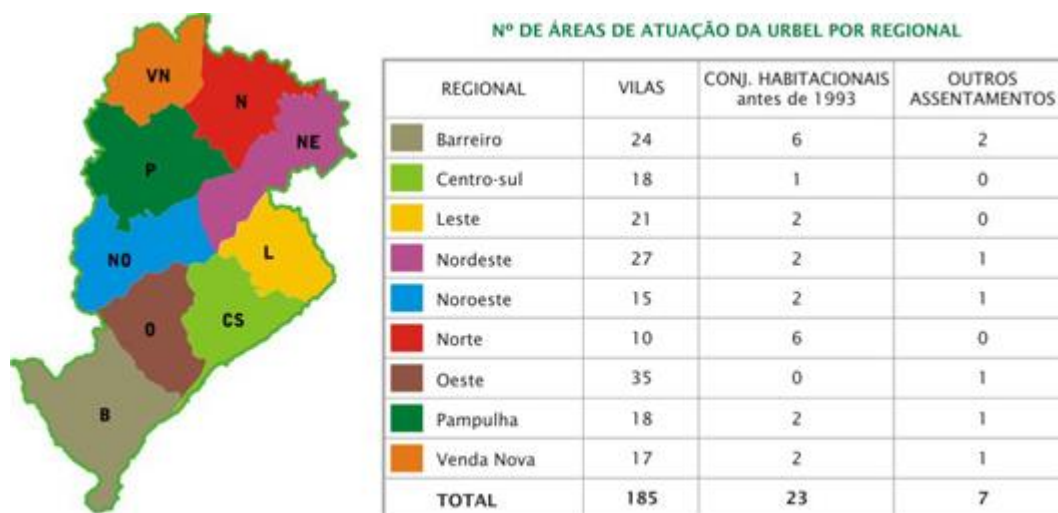 VN
N
NE
P
NO
L
O
CS
B
Nº DE ÁREAS DE ATUAÇÃO DA URBEL POR REGIONAL
REGIONAL VILAS CONJ. HABITACIONAIS antes de 1993 OUTROS ASSENTAMENTOS
Barreiro 24 6 2
Centro-sul 18 1 0
Leste 21 2 0
Nordeste 27 2 1
Noroeste 15 2 1
Norte 10 6 0
Oeste 35 0 1
Pampulha 18 2 1
Venda Nova 17 2 1
TOTAL 185 23 7